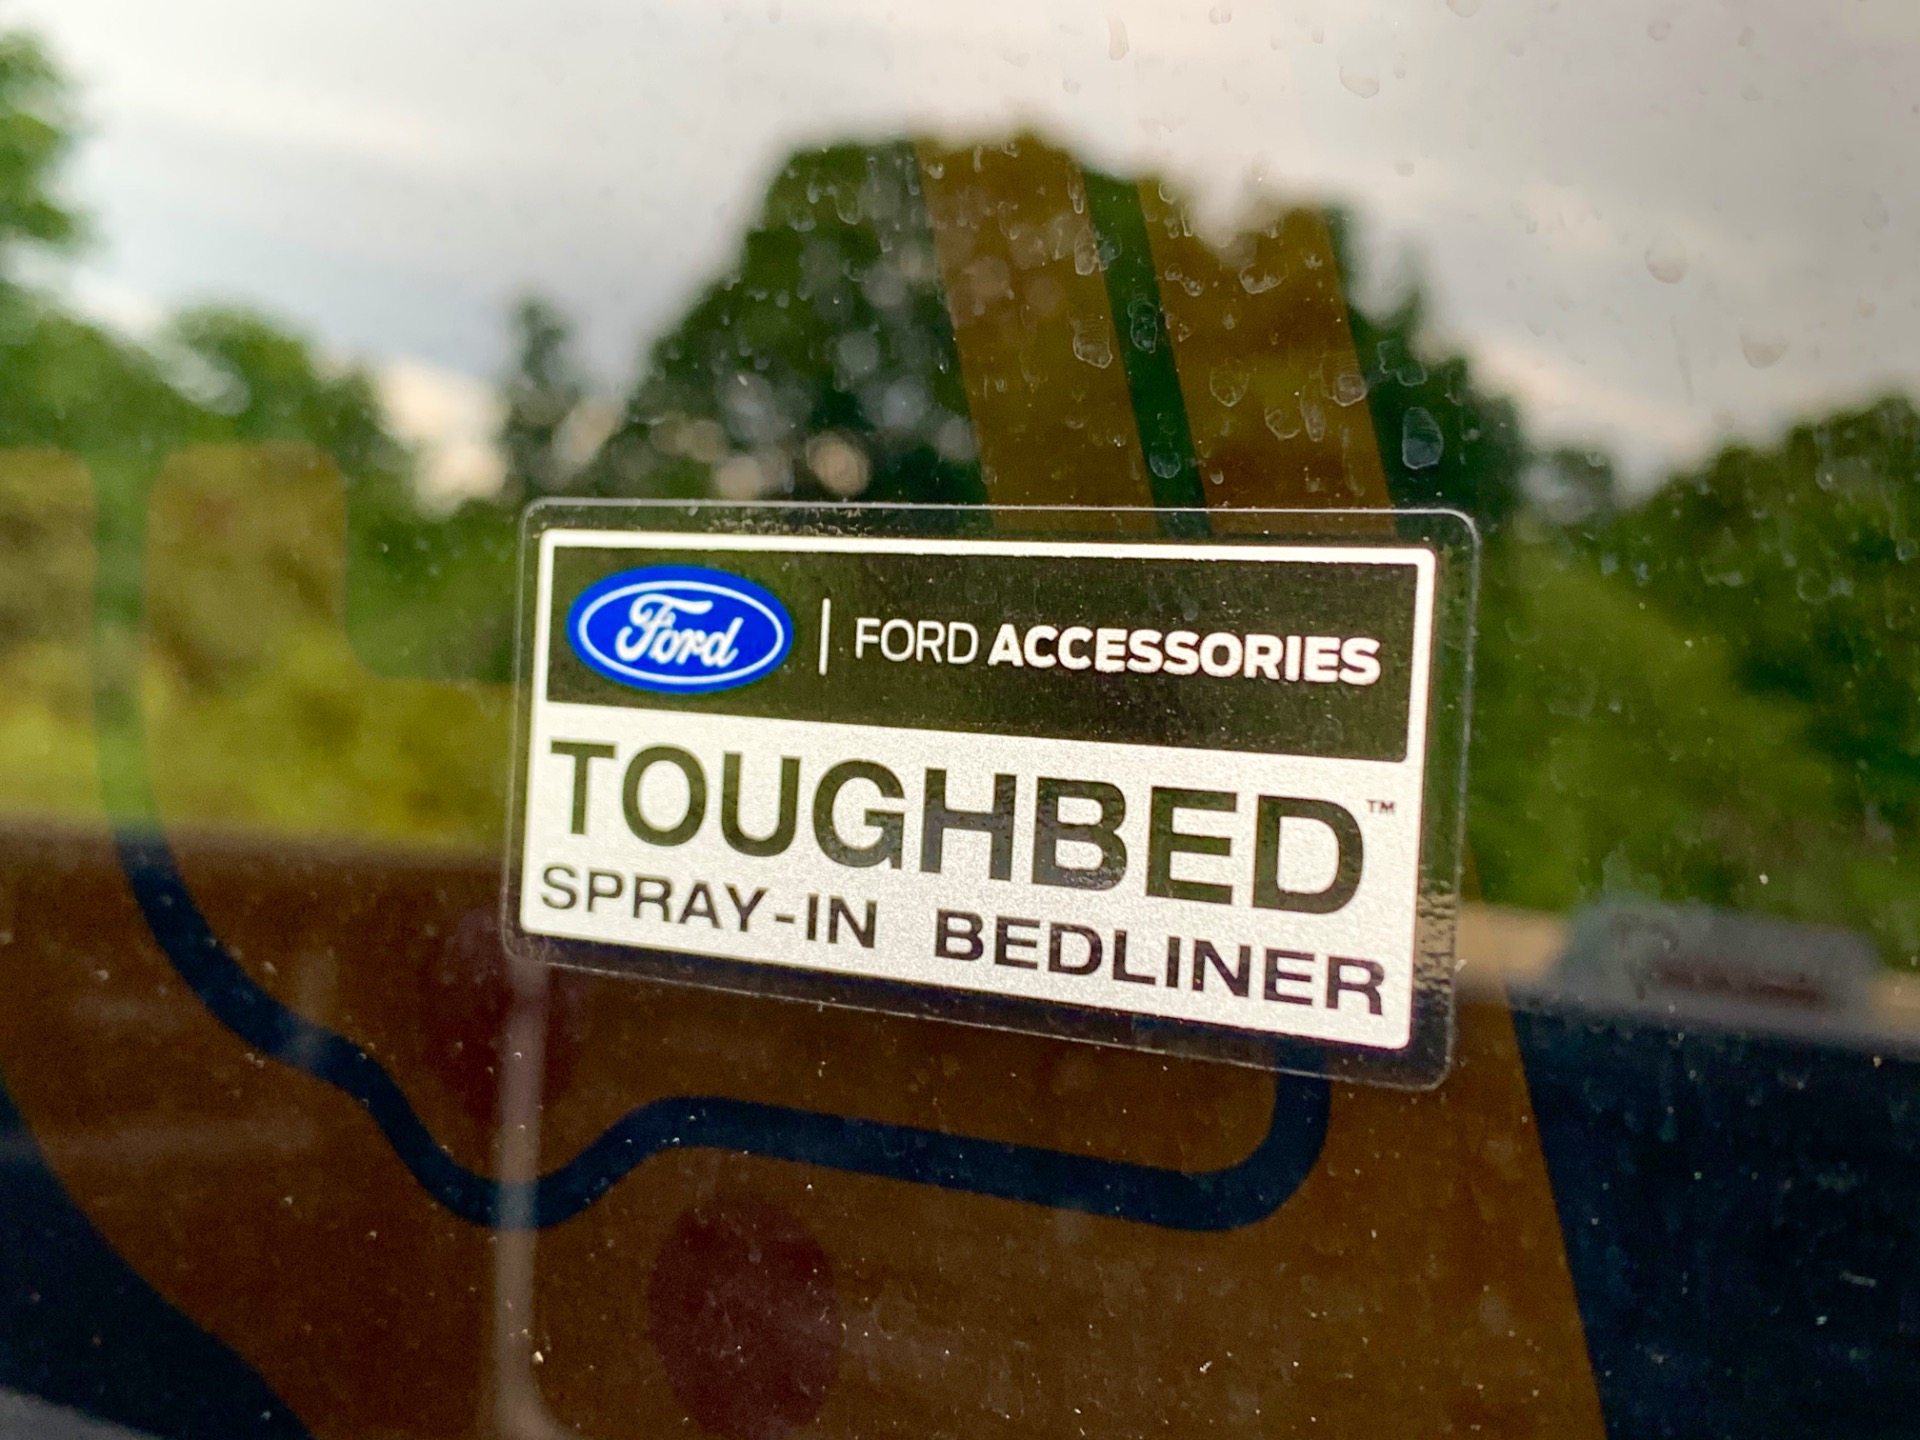 Ford | FORD ACCESSORIES
TOUGHBED™
SPRAY-IN BEDLINER